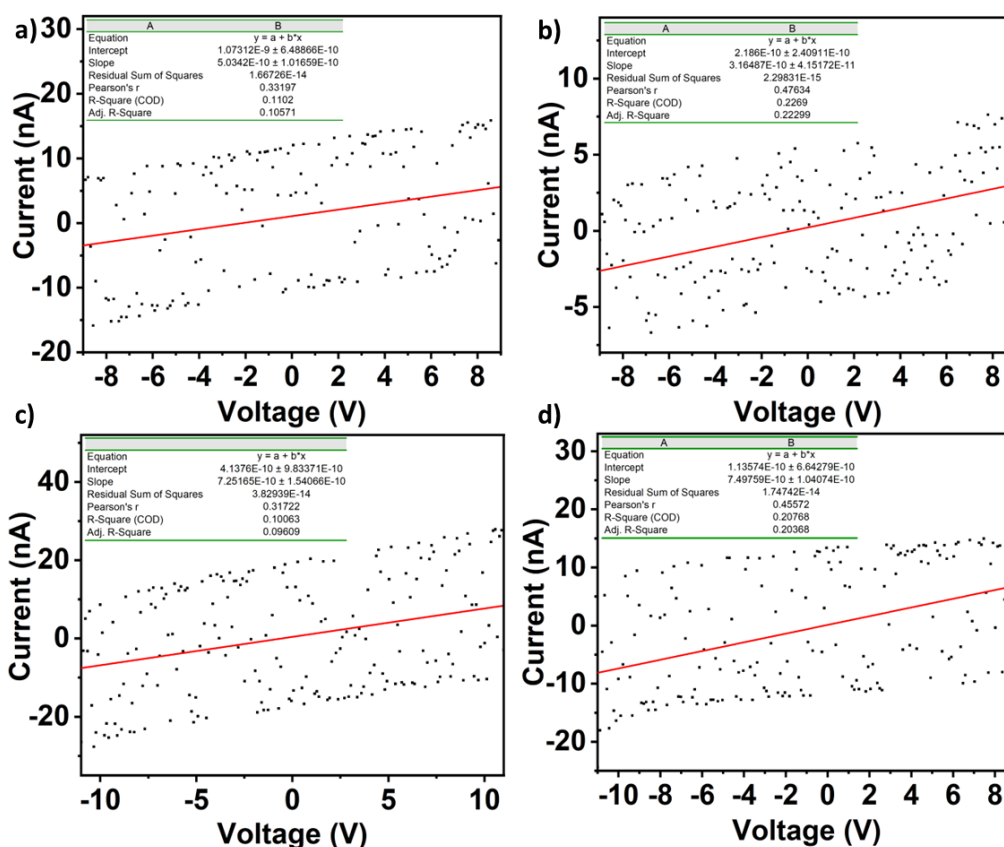 a)
A B
Equation y = a + b*x
Intercept 1.07312E-9 ± 6.48866E-10
Slope 5.0342E-10 ± 1.01659E-10
Residual Sum of Squares 1.66726E-14
Pearson's r 0.33197
R-Square (COD) 0.1102
Adj. R-Square 0.10571
30
20
10
0
-10
-20
Current (nA)
-8 -6 -4 -2 0 2 4 6 8
Voltage (V)
b)
A B
Equation y = a + b*x
Intercept 2.186E-10 ± 2.40911E-10
Slope 3.16487E-10 ± 4.15172E-11
Residual Sum of Squares 2.29831E-15
Pearson's r 0.47634
R-Square (COD) 0.2269
Adj. R-Square 0.22299
13
5
0
-5
Current (nA)
-8 -6 -4 -2 0 2 4 6 8
Voltage (V)
c)
Equation y = a + b*x
Intercept 4.1376E-10 ± 9.83371E-10
Slope 7.25165E-10 ± 1.54066E-10
Residual Sum of Squares 3.82939E-14
Pearson's r 0.31722
R-Square (COD) 0.10063
Adj. R-Square 0.09609
40
20
0
-20
Current (nA)
-10 -5 0 5 10
Voltage (V)
d)
A B
Equation y = a + b*x
Intercept 1.13574E-10 ± 6.64279E-10
Slope 7.49759E-10 ± 1.04074E-10
Residual Sum of Squares 1.74742E-14
Pearson's r 0.45572
R-Square (COD) 0.20768
Adj. R-Square 0.20368
30
20
10
0
-10
-20
Current (nA)
-10 -8 -6 -4 -2 0 2 4 6 8
Voltage (V)